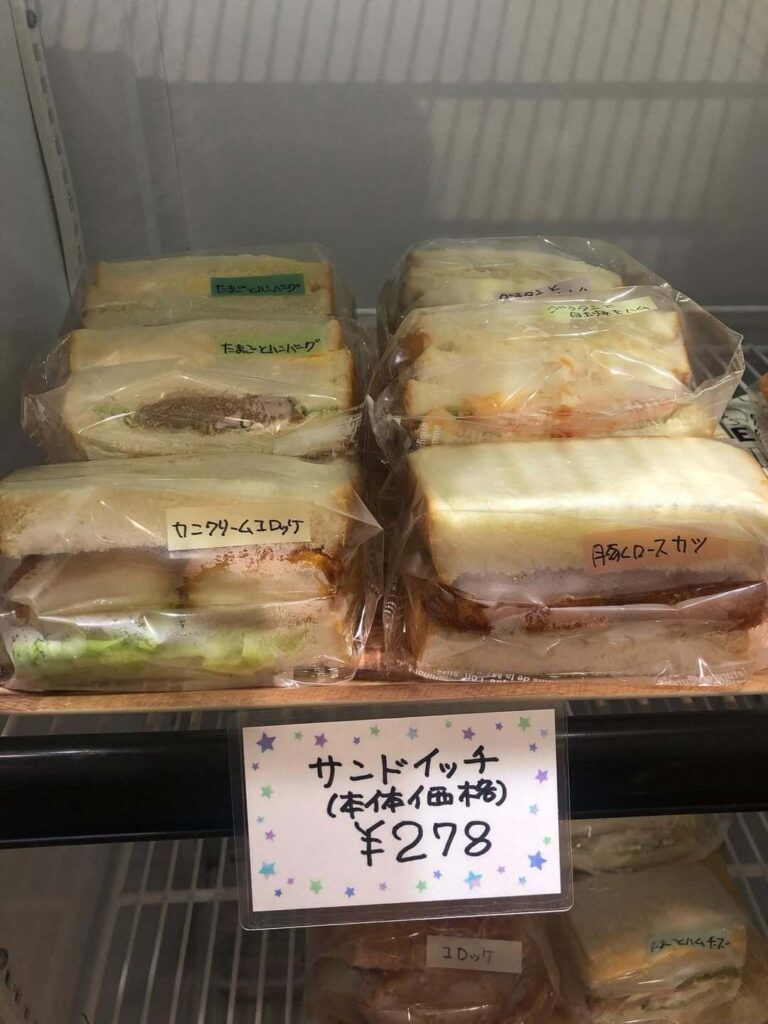 たまごとハンバーグ
たまごとハンバーグ
カニクリームコロッケ
豚ロースカツ
サンドイッチ
(本体価格)
¥278
コロッケ